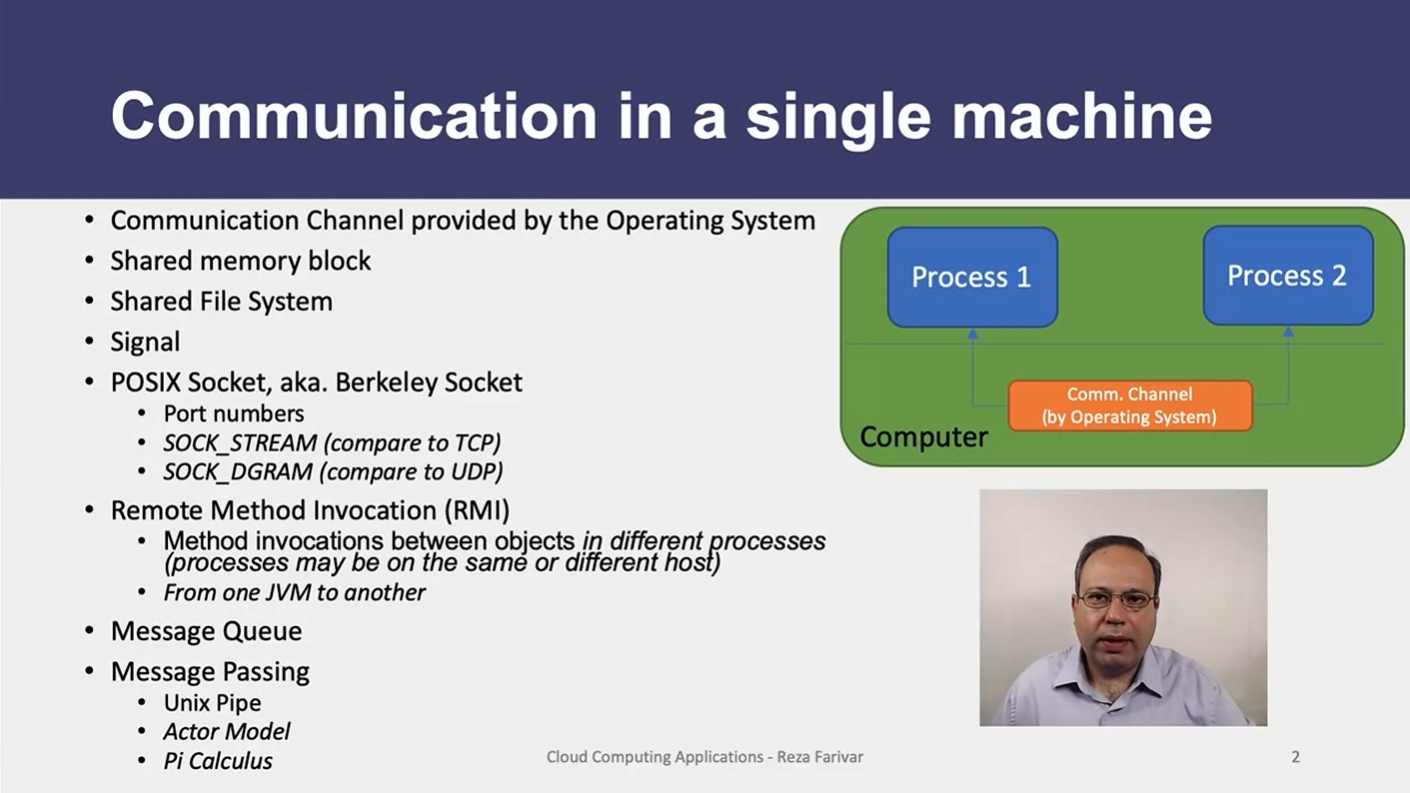 Communication in a single machine
• Communication Channel provided by the Operating System
• Shared memory block
• Shared File System
• Signal
• POSIX Socket, aka. Berkeley Socket
• Port numbers
• SOCK_STREAM (compare to TCP)
• SOCK_DGRAM (compare to UDP)
• Remote Method Invocation (RMI)
• Method invocations between objects in different processes
(processes may be on the same or different host)
• From one JVM to another
• Message Queue
• Message Passing
• Unix Pipe
• Actor Model
• Pi Calculus
Process 1
Process 2
Comm. Channel
(by Operating System)
Computer
Cloud Computing Applications - Reza Farivar
2